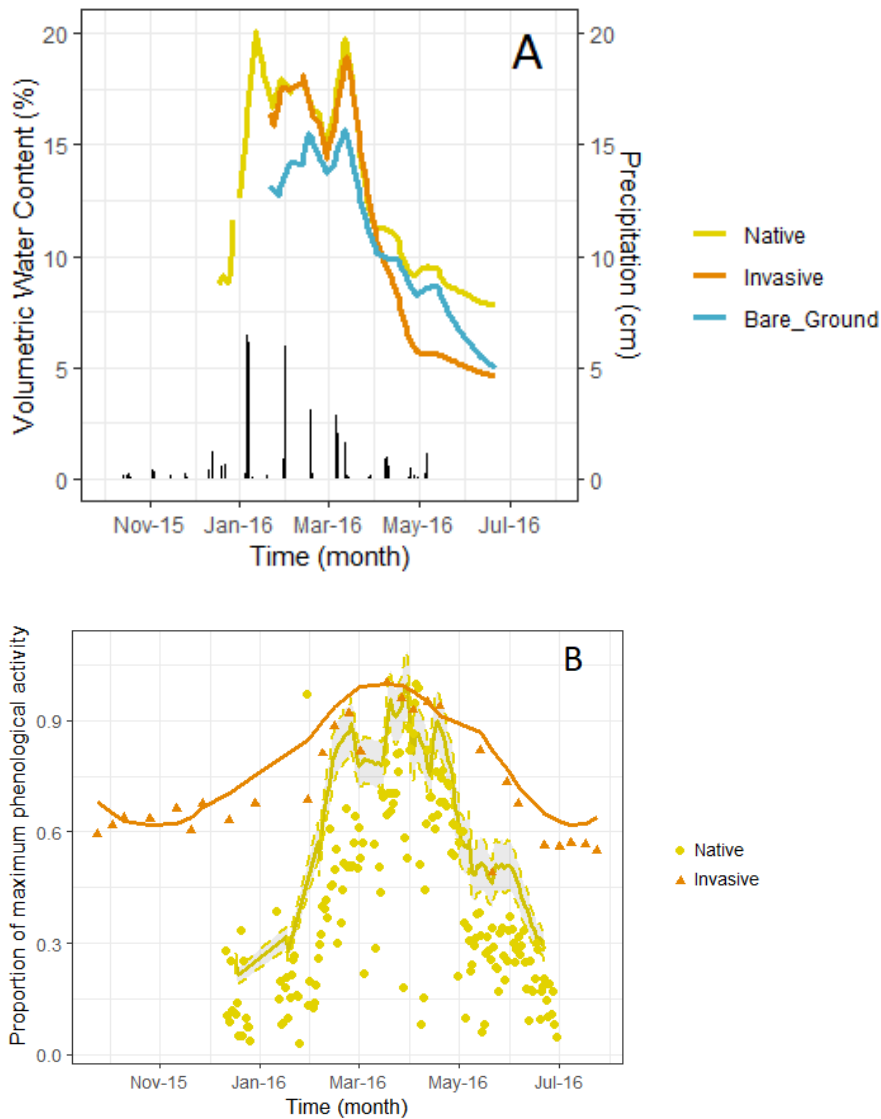 A
20
15
10
5
0
Volumetric Water Content (%)
20
15
10
5
0
Precipitation (cm)
Nov-15 Jan-16 Mar-16 May-16 Jul-16
Time (month)
Native
Invasive
Bare_Ground
B
Proportion of maximum phenological activity
0.9
0.6
0.3
0.0
Nov-15 Jan-16 Mar-16 May-16 Jul-16
Time (month)
Native
Invasive